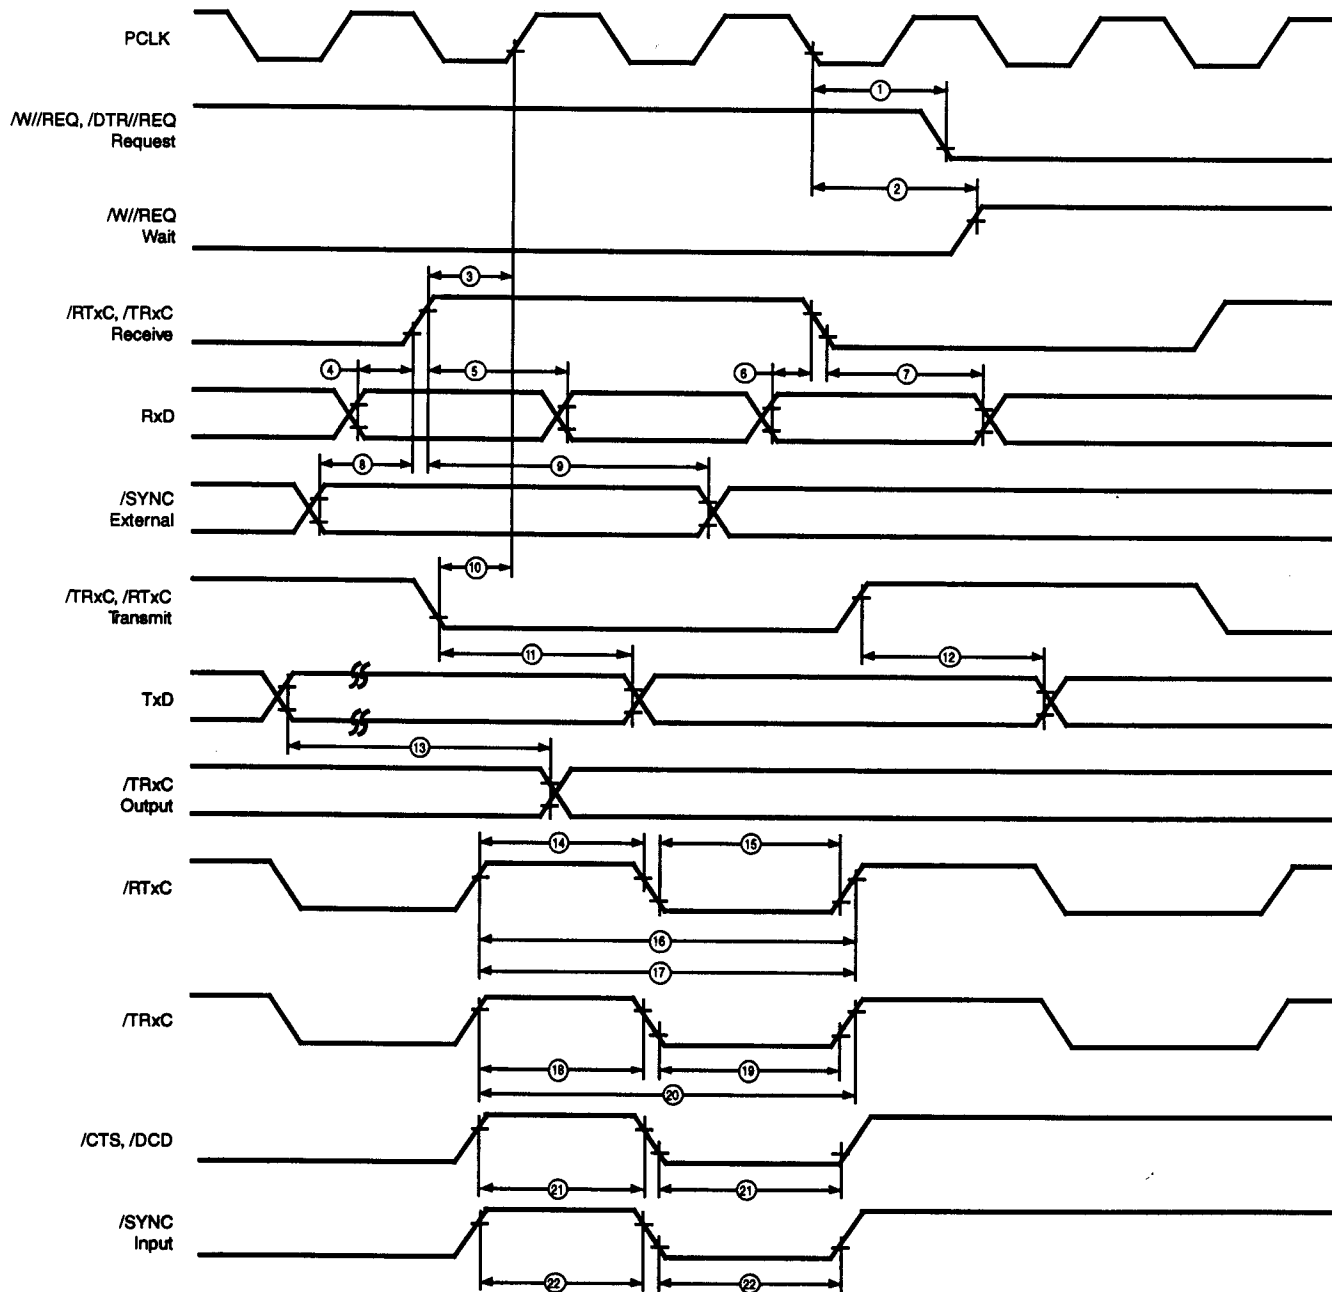 PCLK
1
/W//REQ, /DTR//REQ
Request
2
/W//REQ
Wait
3
/RTxC, /TRxC
Receive
4
5
6
7
RxD
8
9
/SYNC
External
10
/TRxC, /RTxC
Transmit
11
12
TxD
13
/TRxC
Output
14
15
/RTxC
16
17
/TRxC
18
19
20
/CTS, /DCD
21
21
/SYNC
Input
22
22